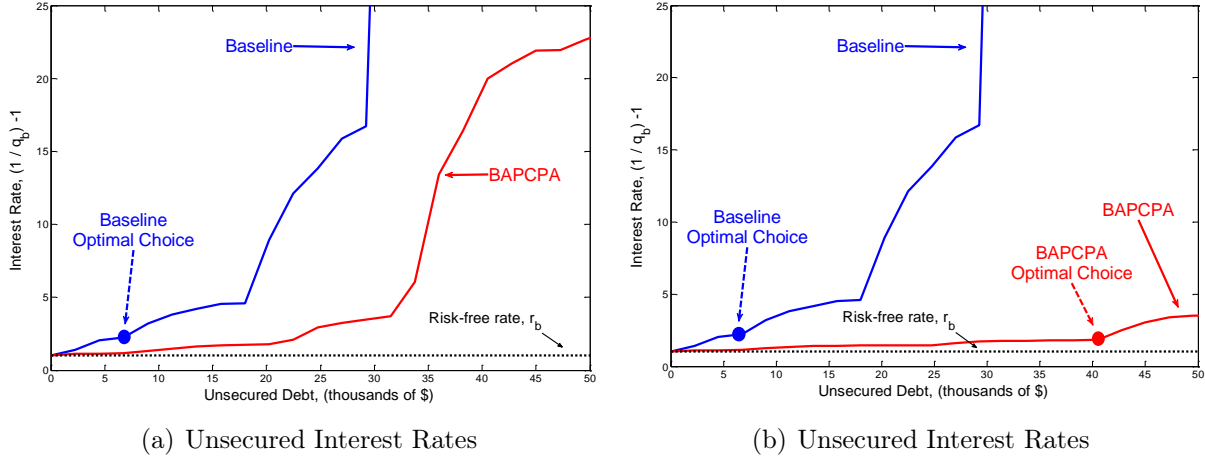 25
20
15
10
5
0
Interest Rate, (1 / q_b) -1
Baseline
BAPCPA
Baseline
Optimal Choice
Risk-free rate, r_b
0 5 10 15 20 25 30 35 40 45 50
Unsecured Debt, (thousands of $)
(a) Unsecured Interest Rates
25
20
15
10
5
0
Interest Rate, (1 / q_b) -1
Baseline
Baseline
Optimal Choice
BAPCPA
BAPCPA
Optimal Choice
Risk-free rate, r_b
0 5 10 15 20 25 30 35 40 45 50
Unsecured Debt, (thousands of $)
(b) Unsecured Interest Rates